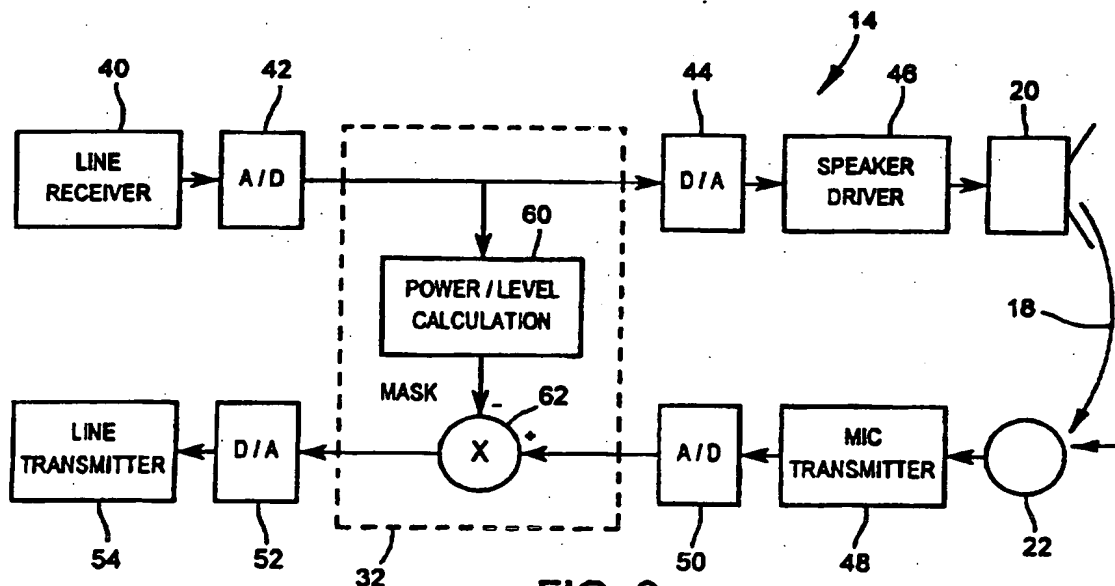 14
40
42
44
46
20
LINE
RECEIVER
A/D
D/A
SPEAKER
DRIVER
60
POWER / LEVEL
CALCULATION
18
MASK
-
62
+
X
LINE
TRANSMITTER
D/A
A/D
MIC
TRANSMITTER
54
52
32
50
48
22